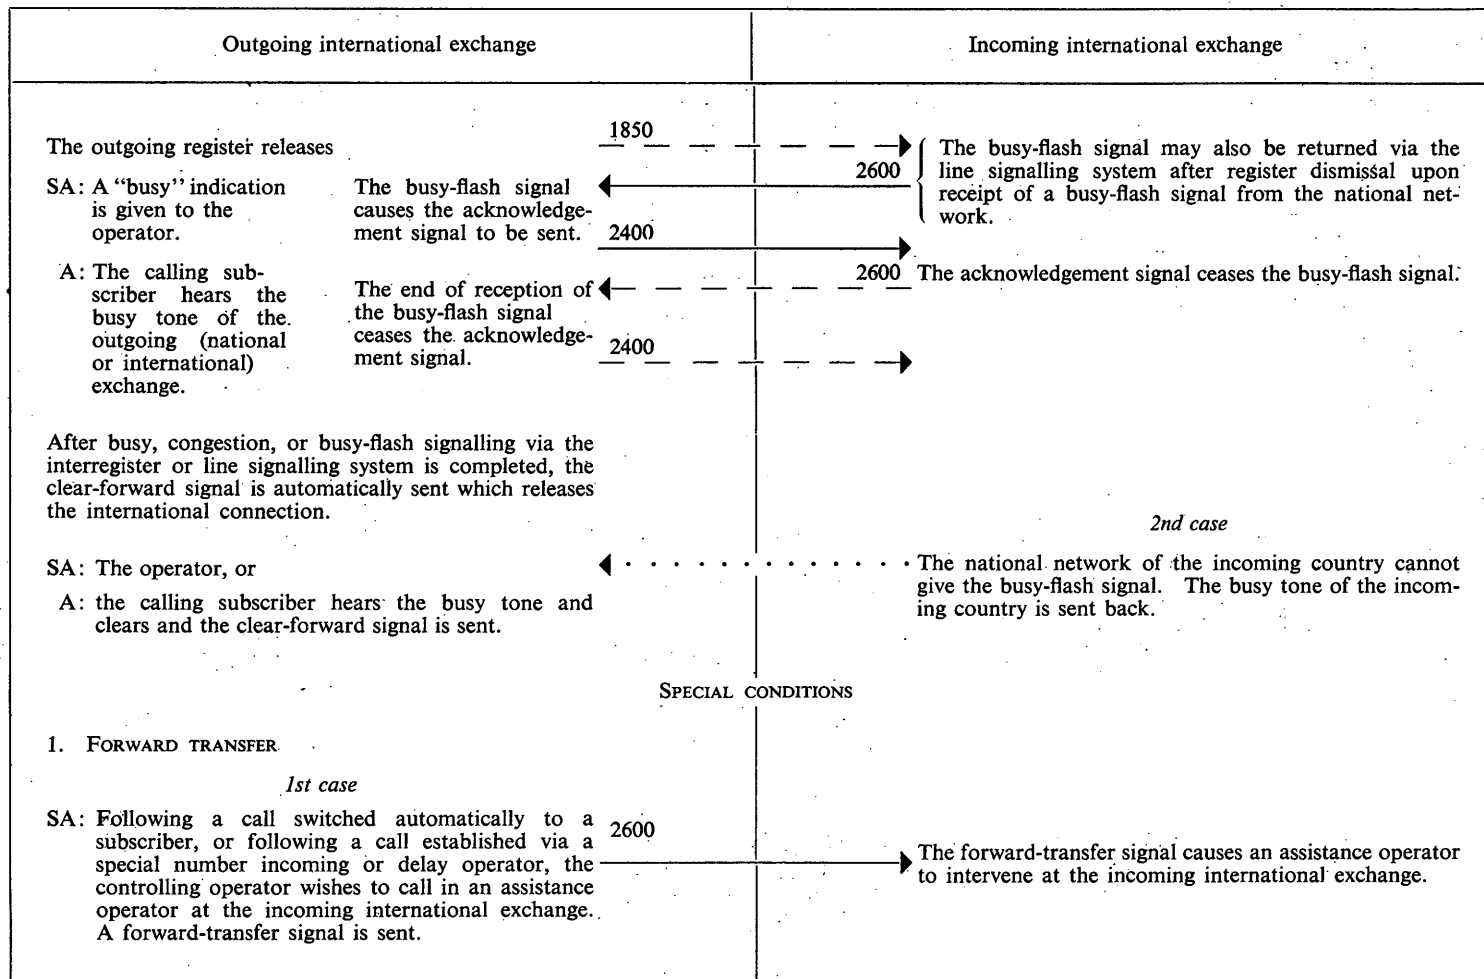 Outgoing international exchange
Incoming international exchange
The outgoing register releases
1850
2600
The busy-flash signal may also be returned via the
line signalling system after register dismissal upon
receipt of a busy-flash signal from the national net-
work.
SA: A “busy” indication
is given to the
operator.
The busy-flash signal
causes the acknowledge-
ment signal to be sent.
2400
A: The calling sub-
scriber hears the
busy tone of the
outgoing (national
or international)
exchange.
The end of reception of
the busy-flash signal
ceases the acknowledge-
ment signal.
2600
The acknowledgement signal ceases the busy-flash signal.
2400
After busy, congestion, or busy-flash signalling via the
interregister or line signalling system is completed, the
clear-forward signal is automatically sent which releases
the international connection.
2nd case
SA: The operator, or
A: the calling subscriber hears the busy tone and
clears and the clear-forward signal is sent.
The national network of the incoming country cannot
give the busy-flash signal. The busy tone of the incom-
ing country is sent back.
SPECIAL CONDITIONS
1. FORWARD TRANSFER
1st case
SA: Following a call switched automatically to a
subscriber, or following a call established via a
special number incoming or delay operator, the
controlling operator wishes to call in an assistance
operator at the incoming international exchange.
A forward-transfer signal is sent.
2600
The forward-transfer signal causes an assistance operator
to intervene at the incoming international exchange.